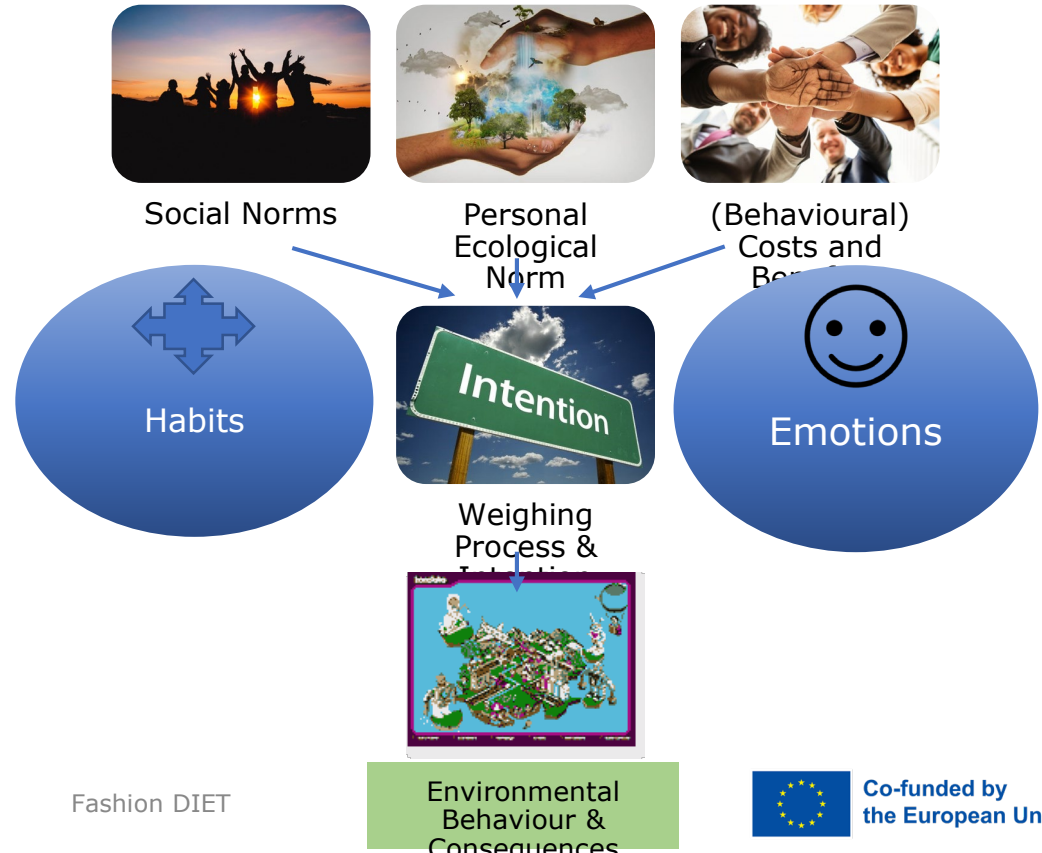 Social Norms
Personal
Ecological
Norm
(Behavioural)
Costs and
Habits
Intention
Emotions
Weighing
Process &
Fashion DIET
Environmental
Behaviour &
Consequences
Co-funded by
the European Un